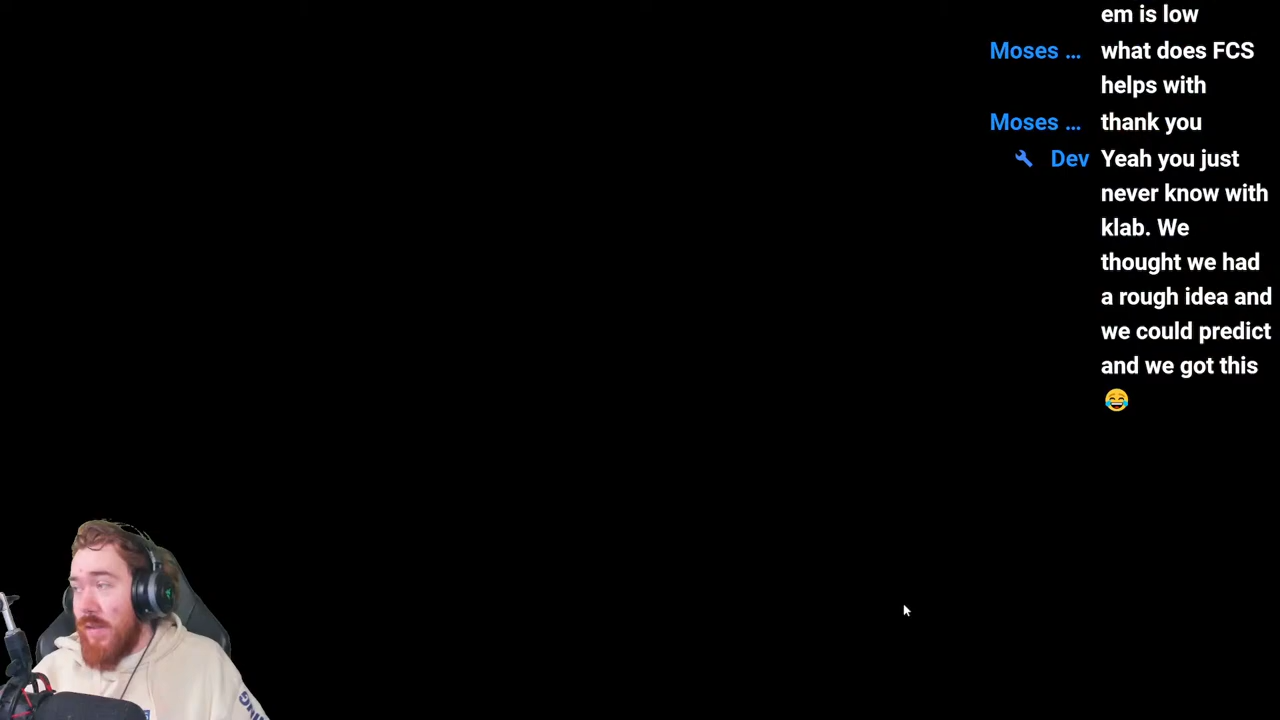 em is low
Moses ... what does FCS
helps with
Moses ... thank you
Dev Yeah you just
never know with
klab. We
thought we had
a rough idea and
we could predict
and we got this
😂